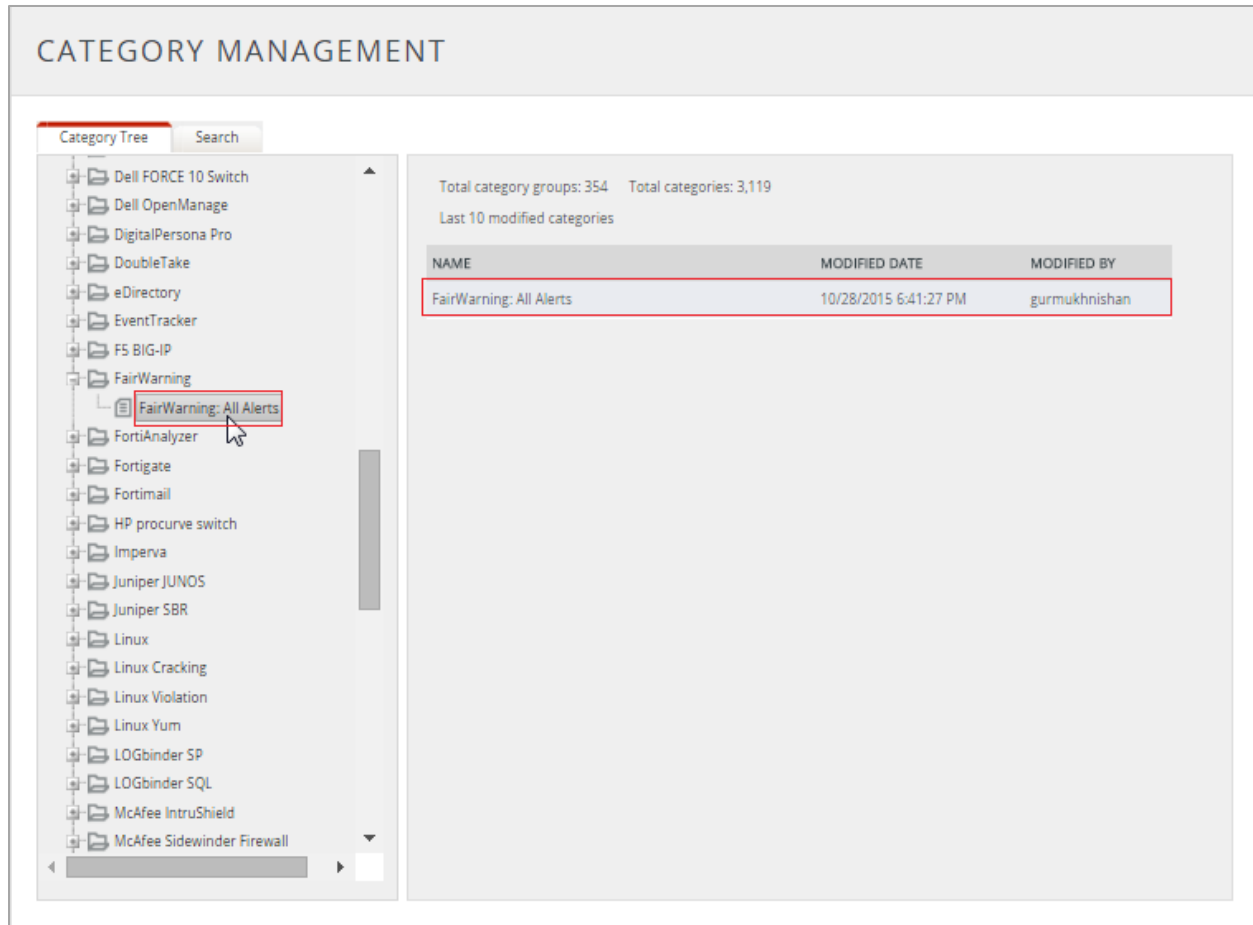 CATEGORY MANAGEMENT
Category Tree Search
Dell FORCE 10 Switch
Dell OpenManage
DigitalPersona Pro
DoubleTake
eDirectory
EventTracker
F5 BIG-IP
FairWarning
FairWarning: All Alerts
FortiAnalyzer
Fortigate
Fortimail
HP procurve switch
Imperva
Juniper JUNOS
Juniper SBR
Linux
Linux Cracking
Linux Violation
Linux Yum
LOGbinder SP
LOGbinder SQL
McAfee IntruShield
McAfee Sidewinder Firewall
Total category groups: 354 Total categories: 3,119
Last 10 modified categories
NAME MODIFIED DATE MODIFIED BY
FairWarning: All Alerts 10/28/2015 6:41:27 PM gurmukhnishan